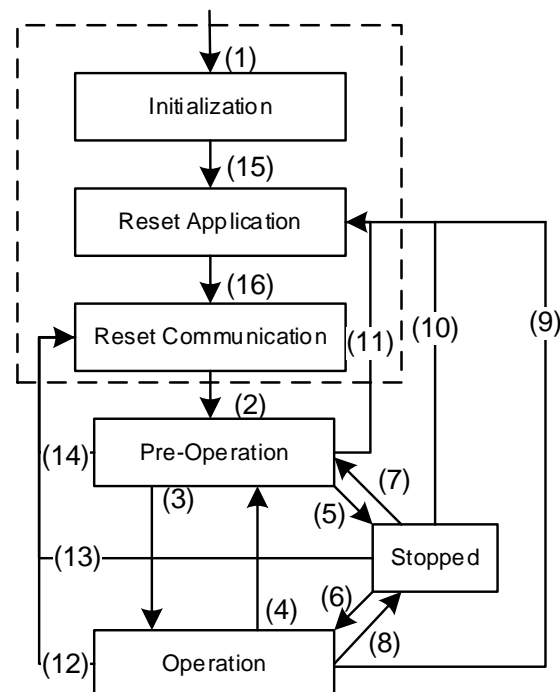 (1)
Initialization
(15)
Reset Application
(16)
(10)
(9)
Reset Communication
(11)
(2)
(14)
Pre-Operation
(7)
(3)
(5)
(13)
Stopped
(4)
(6)
(8)
(12)
Operation